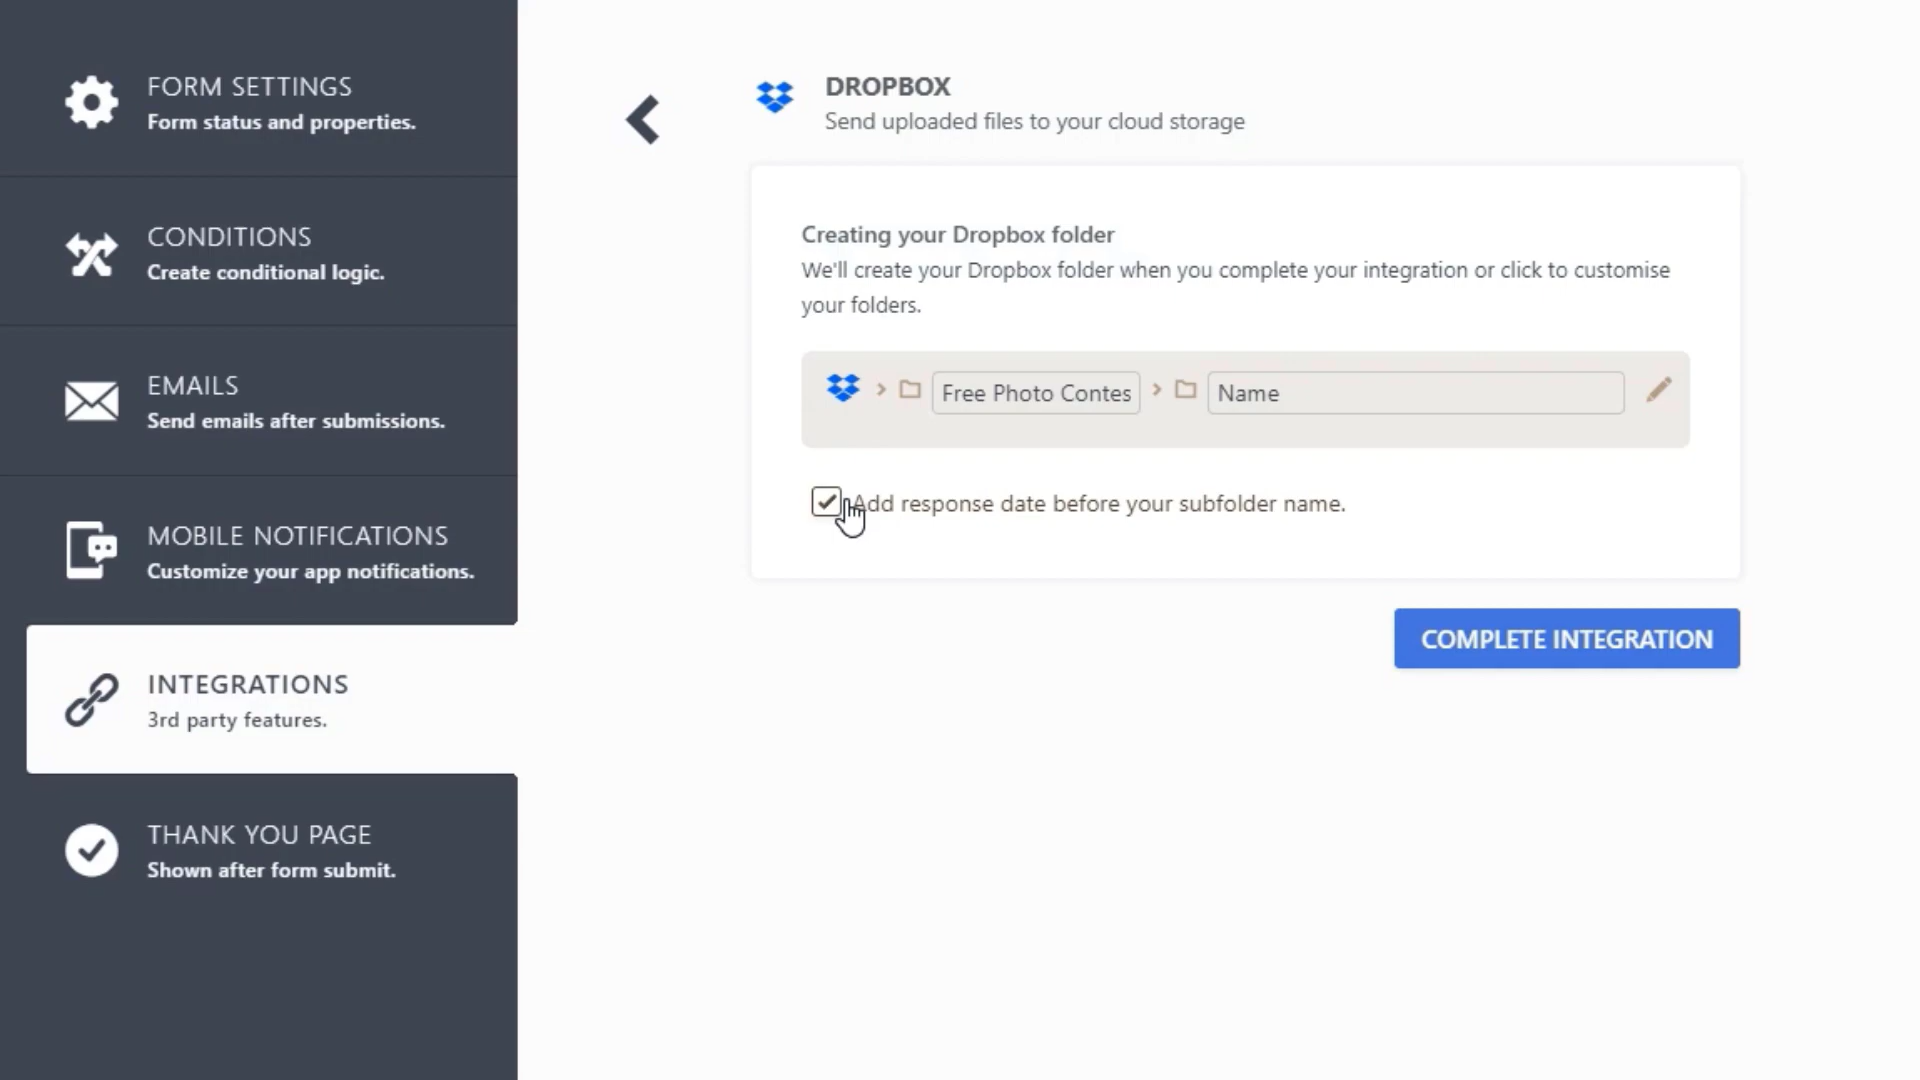 FORM SETTINGS
Form status and properties.
CONDITIONS
Create conditional logic.
EMAILS
Send emails after submissions.
MOBILE NOTIFICATIONS
Customize your app notifications.
INTEGRATIONS
3rd party features.
THANK YOU PAGE
Shown after form submit.
DROPBOX
Send uploaded files to your cloud storage
Creating your Dropbox folder
We'll create your Dropbox folder when you complete your integration or click to customise
your folders.
Free Photo Contes
Name
Add response date before your subfolder name.
COMPLETE INTEGRATION